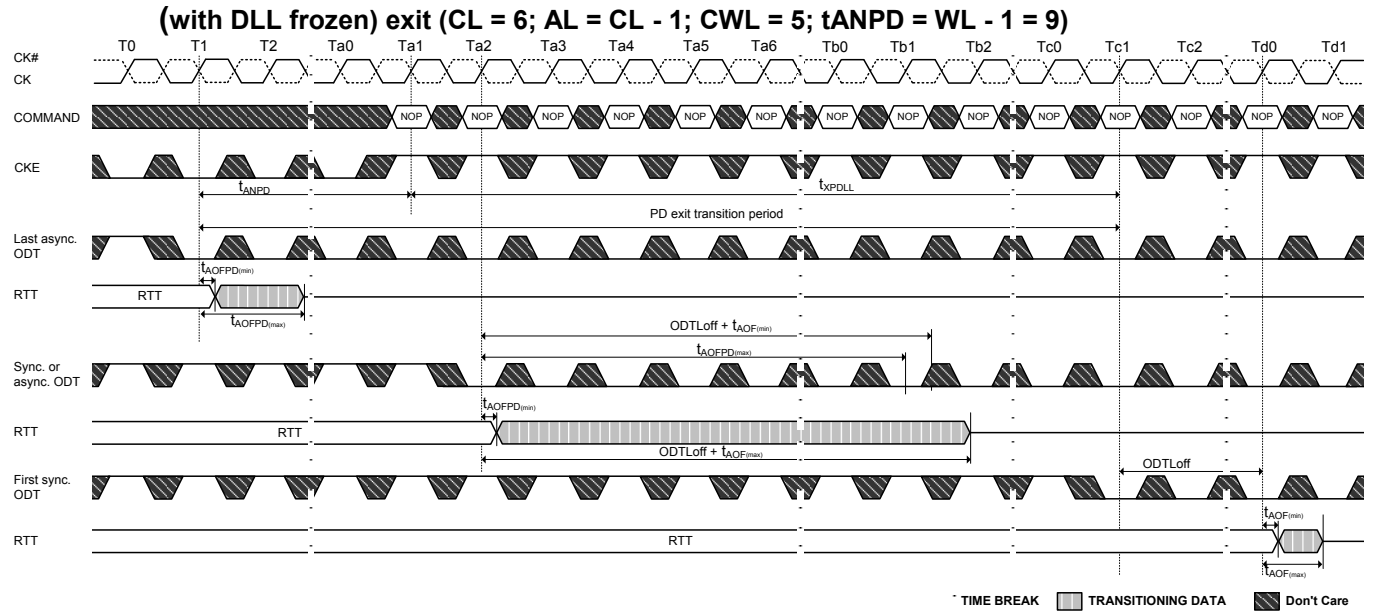 (with DLL frozen) exit (CL = 6; AL = CL - 1; CWL = 5; tANPD = WL - 1 = 9)
T0 T1 T2 Ta0 Ta1 Ta2 Ta3 Ta4 Ta5 Ta6 Tb0 Tb1 Tb2 Tc0 Tc1 Tc2 Td0 Td1
CK#
CK
COMMAND NOP NOP NOP NOP NOP NOP NOP NOP NOP NOP NOP NOP NOP NOP
CKE
tANPD tXPDLL
PD exit transition period
Last async.
ODT
tAOFPD(min)
RTT RTT
tAOFPD(max)
ODTLoff + tAOF(min)
tAOFPD(max)
Sync. or
async. ODT
tAOFPD(min)
RTT RTT
ODTLoff + tAOF(max)
ODTLoff
First sync.
ODT
tAOF(min)
RTT RTT
tAOF(max)
TIME BREAK TRANSITIONING DATA Don't Care